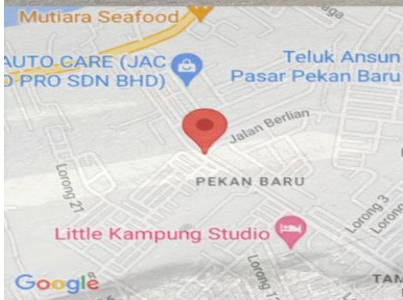 Mutiara Seafood
AUTO CARE (JAC
O PRO SDN BHD)
Teluk Ansun
Pasar Pekan Baru
Jalan Berlian
PEKAN BARU
Lorong 21
Little Kampung Studio
Lorong 3
Lorong
Google
TAM